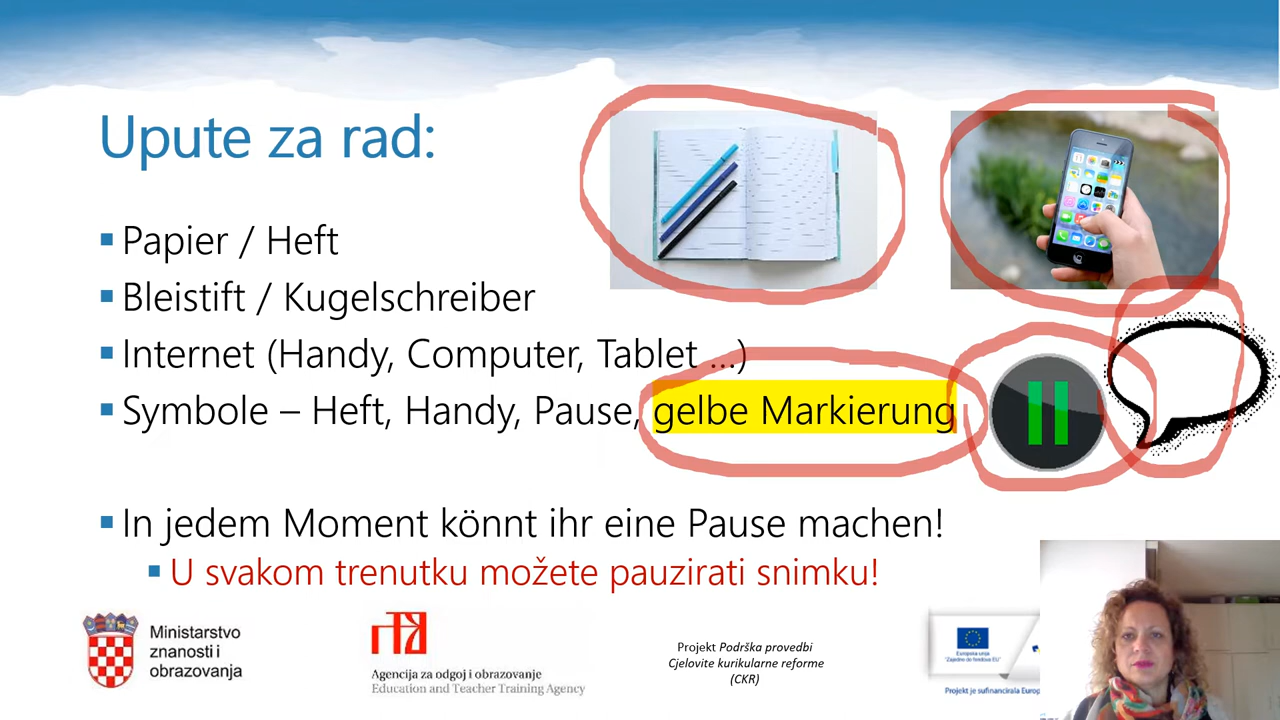 Upute za rad:
Papier / Heft
Bleistift / Kugelschreiber
Internet (Handy, Computer, Tablet ...)
Symbole – Heft, Handy, Pause, gelbe Markierung
In jedem Moment könnt ihr eine Pause machen!
U svakom trenutku možete pauzirati snimku!
Ministarstvo
znanosti i
obrazovanja
Agencija za odgoj i obrazovanje
Education and Teacher Training Agency
Projekt Podrška provedbi
Cjelovite kurikularne reforme
(CKR)
Europska unija
"Zajedno do fondova EU"
Projekt je sufinancirala Europ